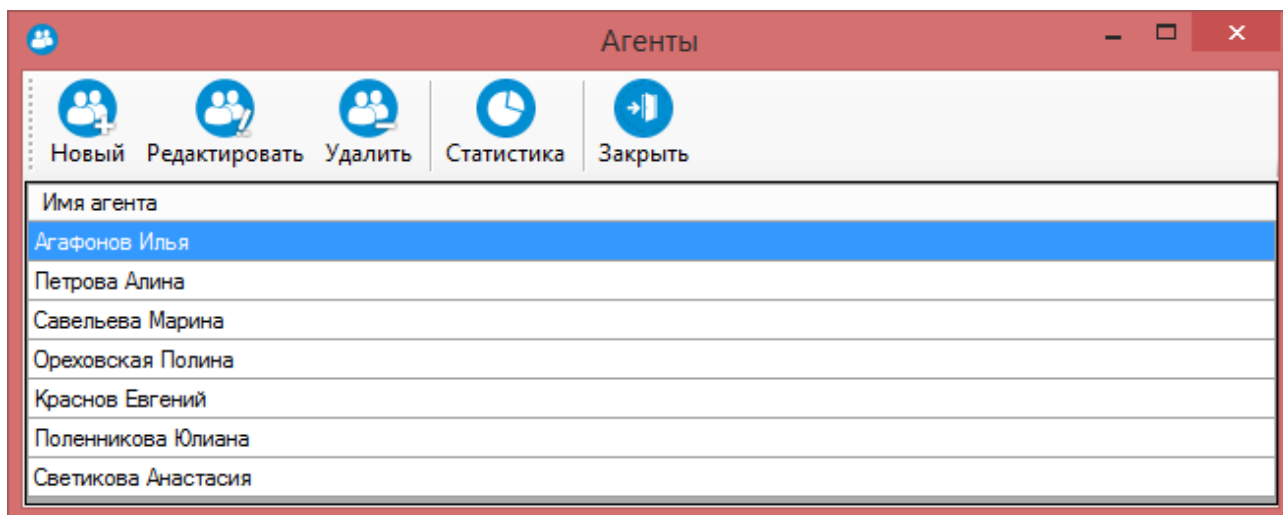 Агенты
Новый Редактировать Удалить Статистика Закрыть
Имя агента
Агафонов Илья
Петрова Алина
Савельева Марина
Ореховская Полина
Краснов Евгений
Поленникова Юлиана
Светикова Анастасия